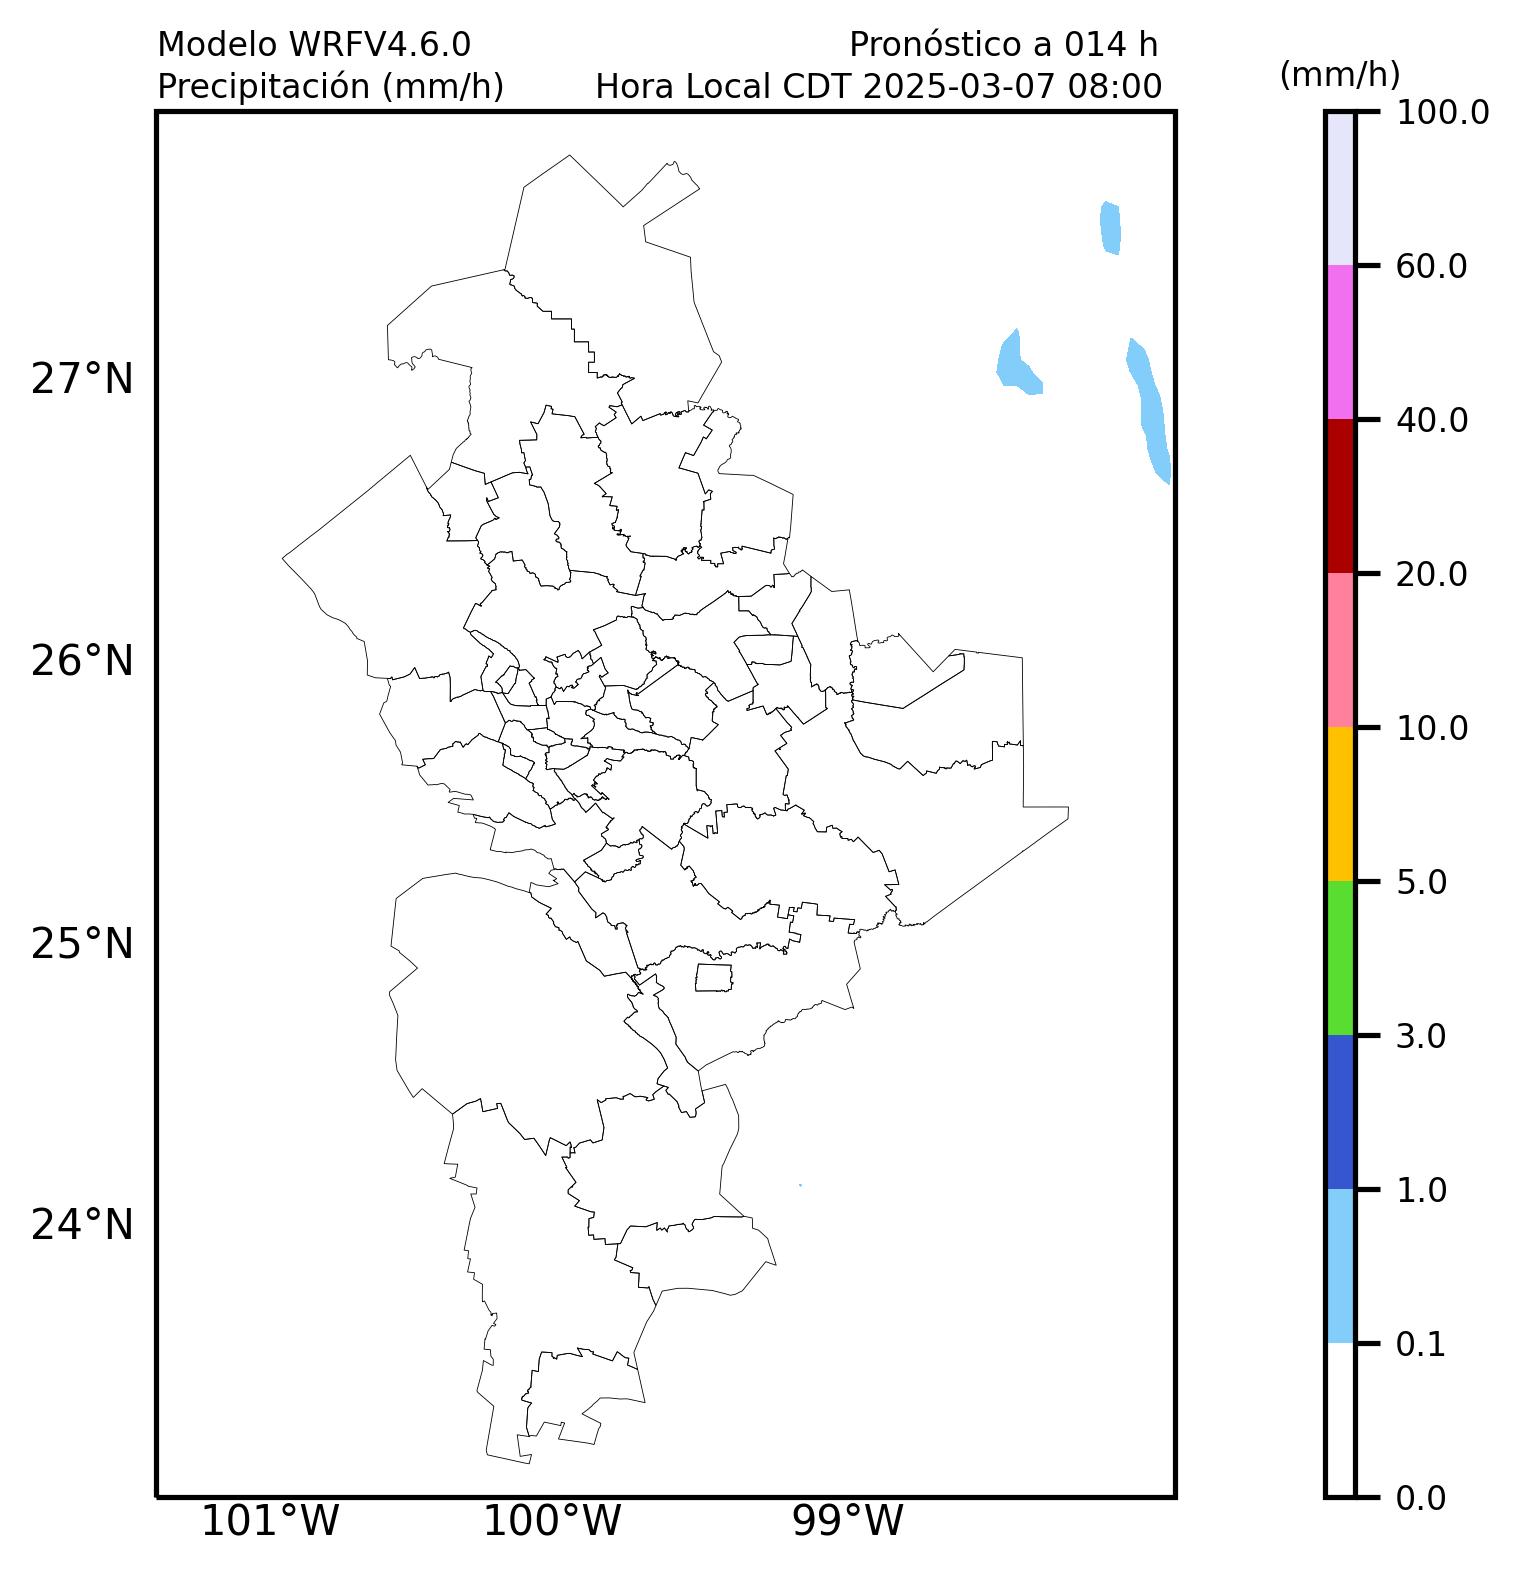 Modelo WRFV4.6.0
Pronóstico a 014 h
Precipitación (mm/h)
Hora Local CDT 2025-03-07 08:00
(mm/h)
100.0
60.0
40.0
20.0
10.0
5.0
3.0
1.0
0.1
0.0
27°N
26°N
25°N
24°N
101°W
100°W
99°W